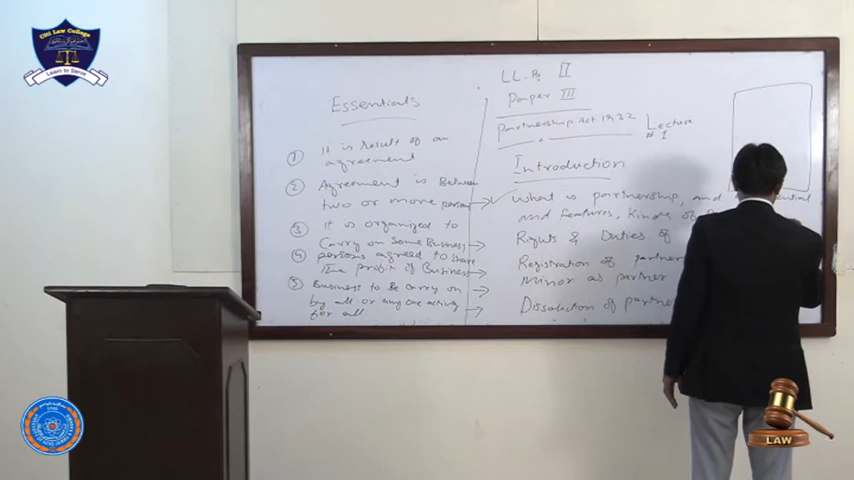 Citi Law College
Learn to Serve
Essentials
① It is result of an
agreement
② Agreement is Between
two or more person
③ It is organized to
Carry on some Business
④ persons agreed to share
The profit of Business
⑤ Business to be carry on
by all or any one acting
for all
LL.B II
Paper III
Partnership act 1932
Lecture
# 1
Introduction
What is partnership, and
and features, Kinds of
Rights & Duties of
Registration of partner
Minor as partner
Dissolution of partne
LAW